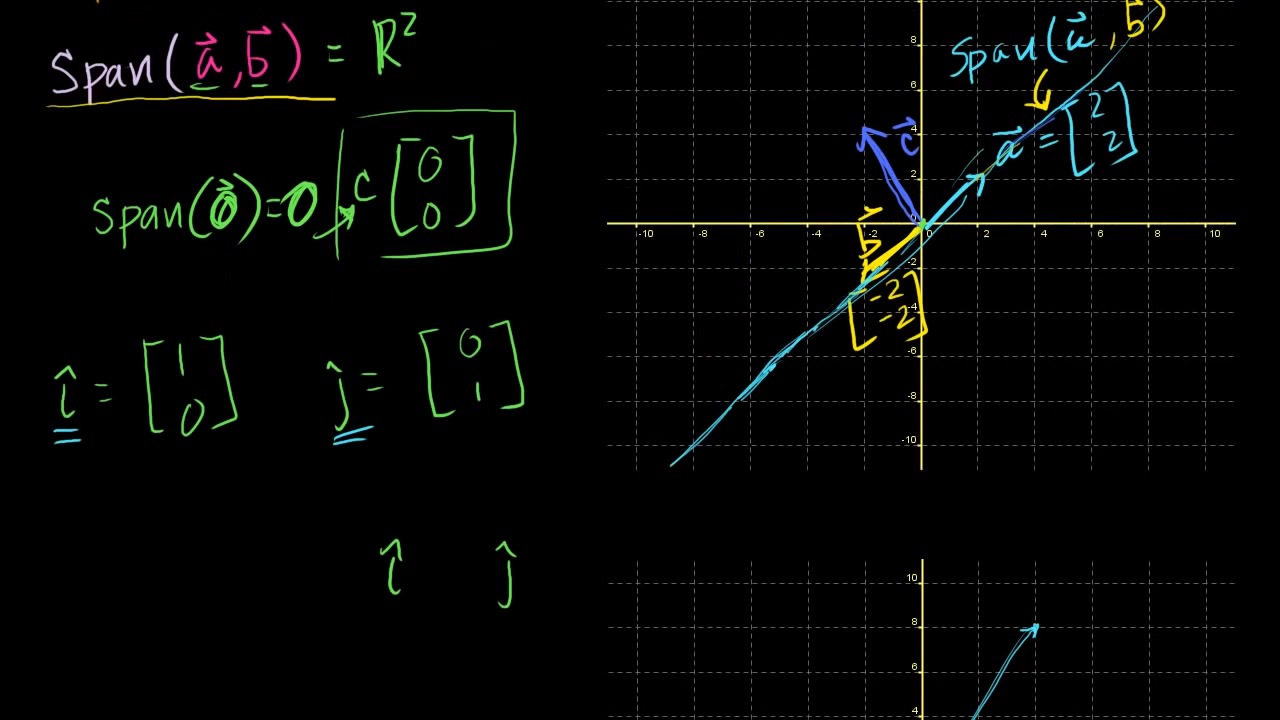 Span(a⃗,b⃗) = R²
span(0⃗)=0 c[0 0]
î = [1 0] ĵ = [0 1]
î ĵ
Span(a⃗,b⃗)
a⃗ = [2 2]
c⃗
b⃗
[-2 -2]
8
6
4
2
-10 -6 -4 -2 0 2 4 6 8 10
-2
-4
-6
-8
-10
10
8
6
4